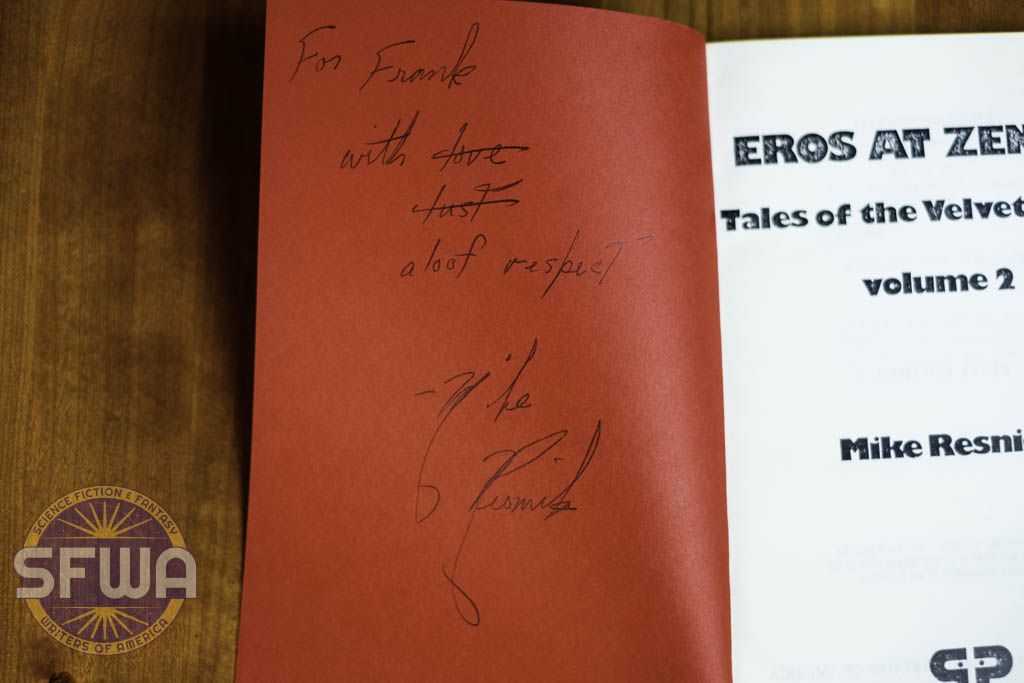 For Frank
with love
lust
aloof respect
-Mike
Resnick
EROS AT ZEN
Tales of the Velvet
volume 2
Mike Resni
SCIENCE FICTION & FANTASY
SFWA
WRITERS OF AMERICA